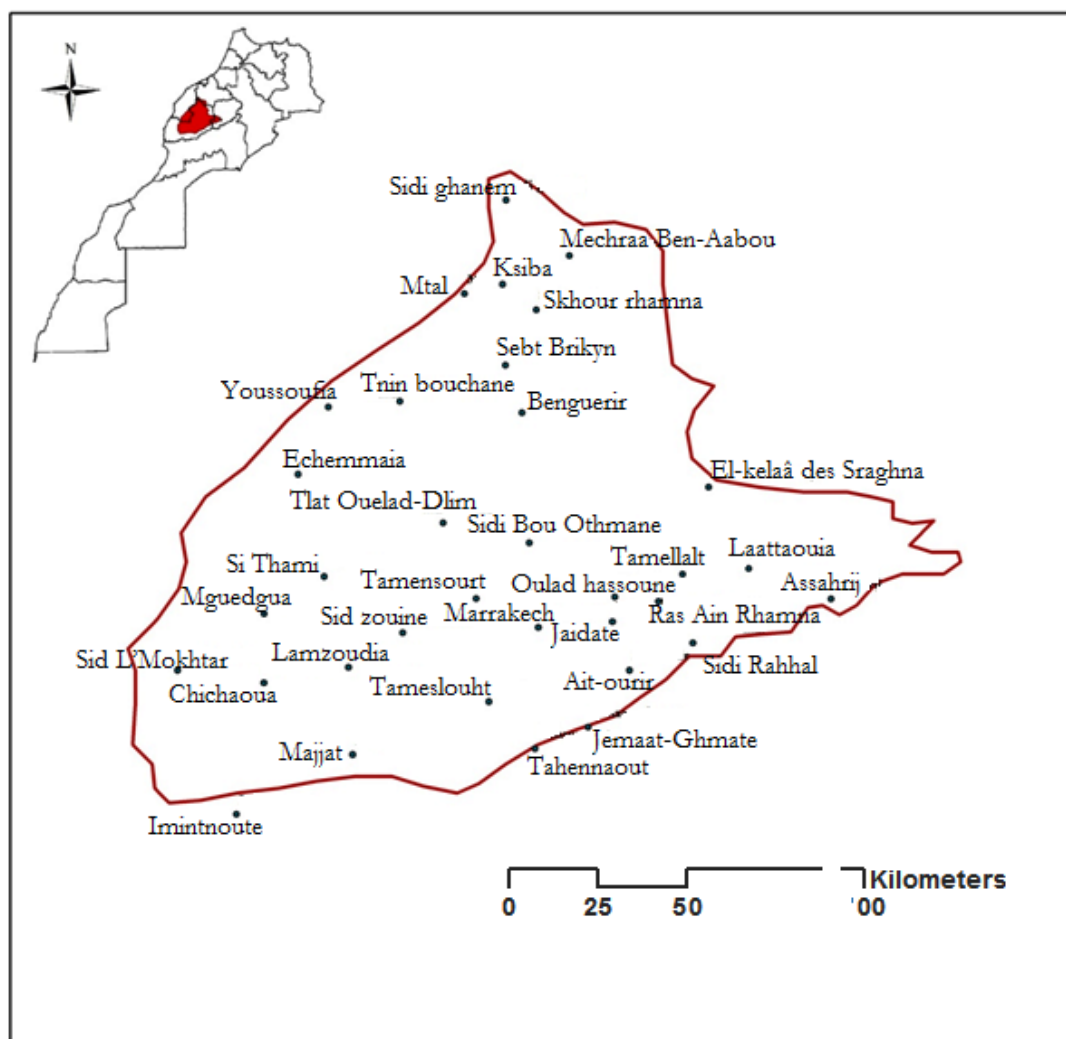 N
Sidi ghanem
Mechraa Ben-Aabou
Ksiba
Mtal
Skhour rhamna
Sebt Brikyn
Tnin bouchane
Youssoufia
Benguerir
Echemmaia
El-kelaâ des Sraghna
Tlat Ouelad-Dlim
Sidi Bou Othmane
Laattaouia
Tamellalt
Si Thami
Tamensourt
Oulad hassoune
Assahrij
Mguedgua
Marrakech
Ras Ain Rhamna
Sid zouine
Jaidate
Lamzoudia
Sid L'Mokhtar
Sidi Rahhal
Chichaoua
Tameslouht
Ait-ourir
Jemaat-Ghmate
Majjat
Tahennaout
Imintnoute
Kilometers
0 25 50 '00